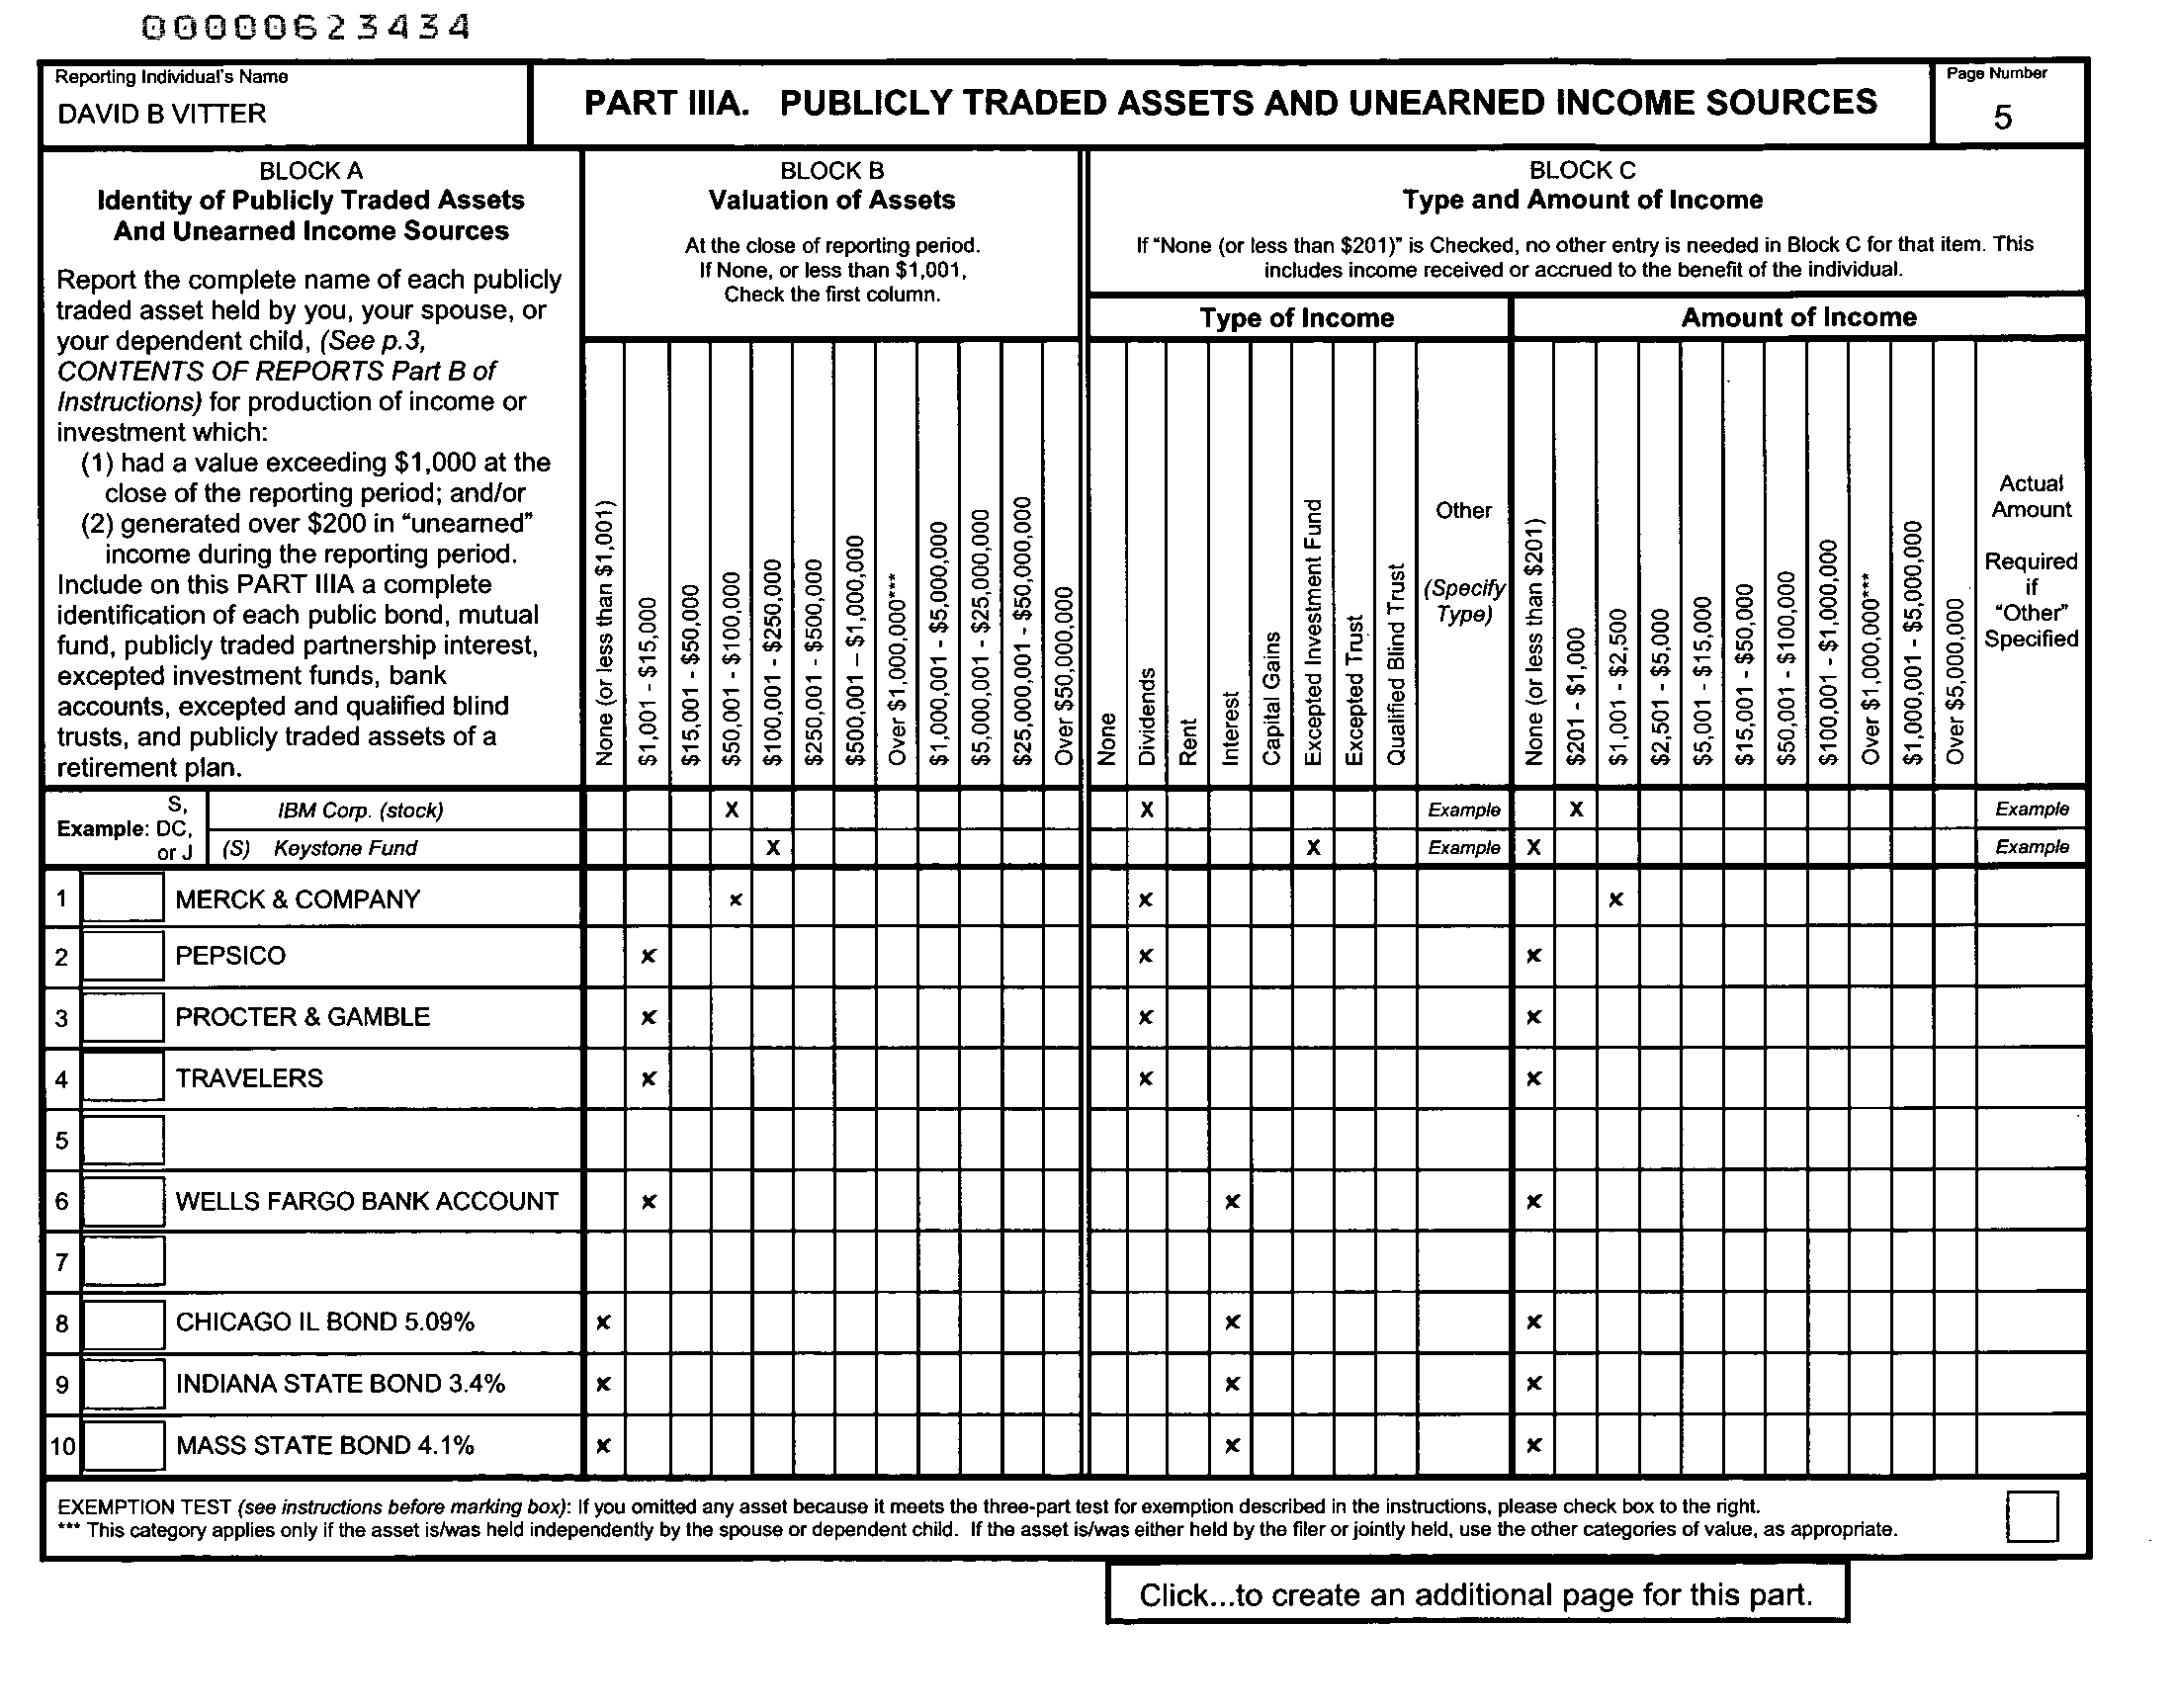 00000623434
Reporting Individual's Name
DAVID B VITTER
PART IIIA. PUBLICLY TRADED ASSETS AND UNEARNED INCOME SOURCES
Page Number
5
BLOCK A
Identity of Publicly Traded Assets
And Unearned Income Sources
Report the complete name of each publicly
traded asset held by you, your spouse, or
your dependent child, (See p.3,
CONTENTS OF REPORTS Part B of
Instructions) for production of income or
investment which:
(1) had a value exceeding $1,000 at the
close of the reporting period; and/or
(2) generated over $200 in "unearned"
income during the reporting period.
Include on this PART IIIA a complete
identification of each public bond, mutual
fund, publicly traded partnership interest,
excepted investment funds, bank
accounts, excepted and qualified blind
trusts, and publicly traded assets of a
retirement plan.
BLOCK B
Valuation of Assets
At the close of reporting period.
If None, or less than $1,001,
Check the first column.
None (or less than $1,001)
$1,001 - $15,000
$15,001 - $50,000
$50,001 - $100,000
$100,001 - $250,000
$250,001 - $500,000
$500,001 – $1,000,000
Over $1,000,000***
$1,000,001 - $5,000,000
$5,000,001 - $25,000,000
$25,000,001 - $50,000,000
Over $50,000,000
BLOCK C
Type and Amount of Income
If "None (or less than $201)" is Checked, no other entry is needed in Block C for that item. This
includes income received or accrued to the benefit of the individual.
Type of Income
None
Dividends
Rent
Interest
Capital Gains
Excepted Investment Fund
Excepted Trust
Qualified Blind Trust
Other
(Specify
Type)
Amount of Income
None (or less than $201)
$201 - $1,000
$1,001 - $2,500
$2,501 - $5,000
$5,001 - $15,000
$15,001 - $50,000
$50,001 - $100,000
$100,001 - $1,000,000
Over $1,000,000***
$1,000,001 - $5,000,000
Over $5,000,000
Actual
Amount
Required
if
"Other"
Specified
Example: S, DC, or J
IBM Corp. (stock) X X Example X Example
(S) Keystone Fund X X Example X Example
1 MERCK & COMPANY x x x
2 PEPSICO x x x
3 PROCTER & GAMBLE x x x
4 TRAVELERS x x x
5
6 WELLS FARGO BANK ACCOUNT x x x
7
8 CHICAGO IL BOND 5.09% x x x
9 INDIANA STATE BOND 3.4% x x x
10 MASS STATE BOND 4.1% x x x
EXEMPTION TEST (see instructions before marking box): If you omitted any asset because it meets the three-part test for exemption described in the instructions, please check box to the right.
*** This category applies only if the asset is/was held independently by the spouse or dependent child. If the asset is/was either held by the filer or jointly held, use the other categories of value, as appropriate.
Click...to create an additional page for this part.